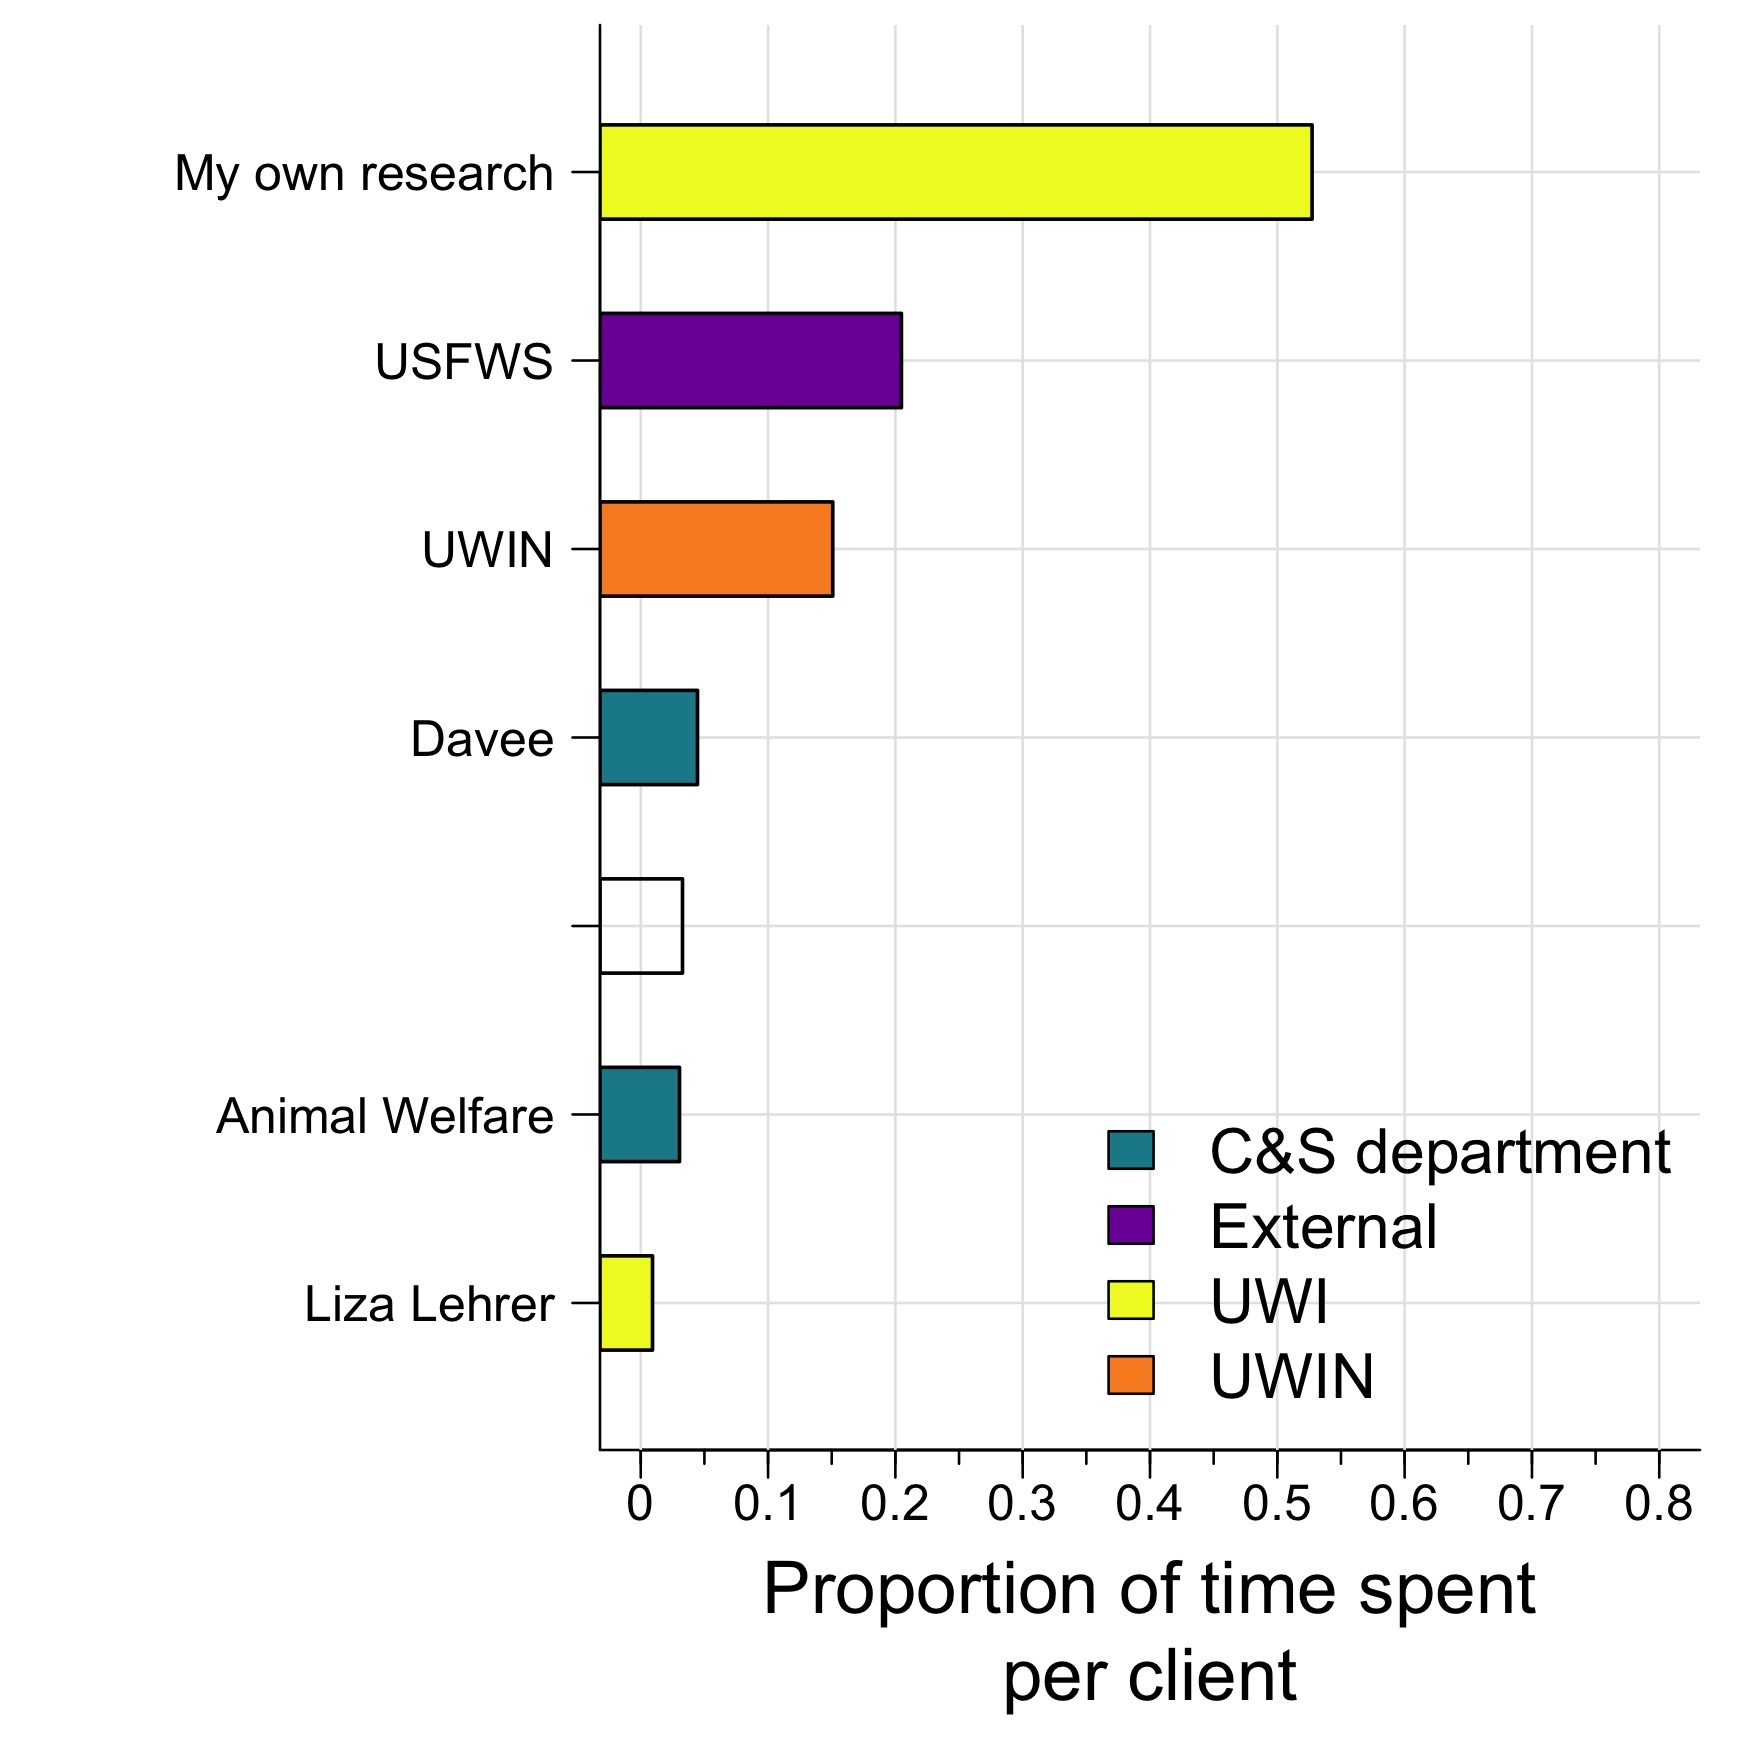 My own research
USFWS
UWIN
Davee
Animal Welfare
Liza Lehrer
C&S department
External
UWI
UWIN
0 0.1 0.2 0.3 0.4 0.5 0.6 0.7 0.8
Proportion of time spent
per client